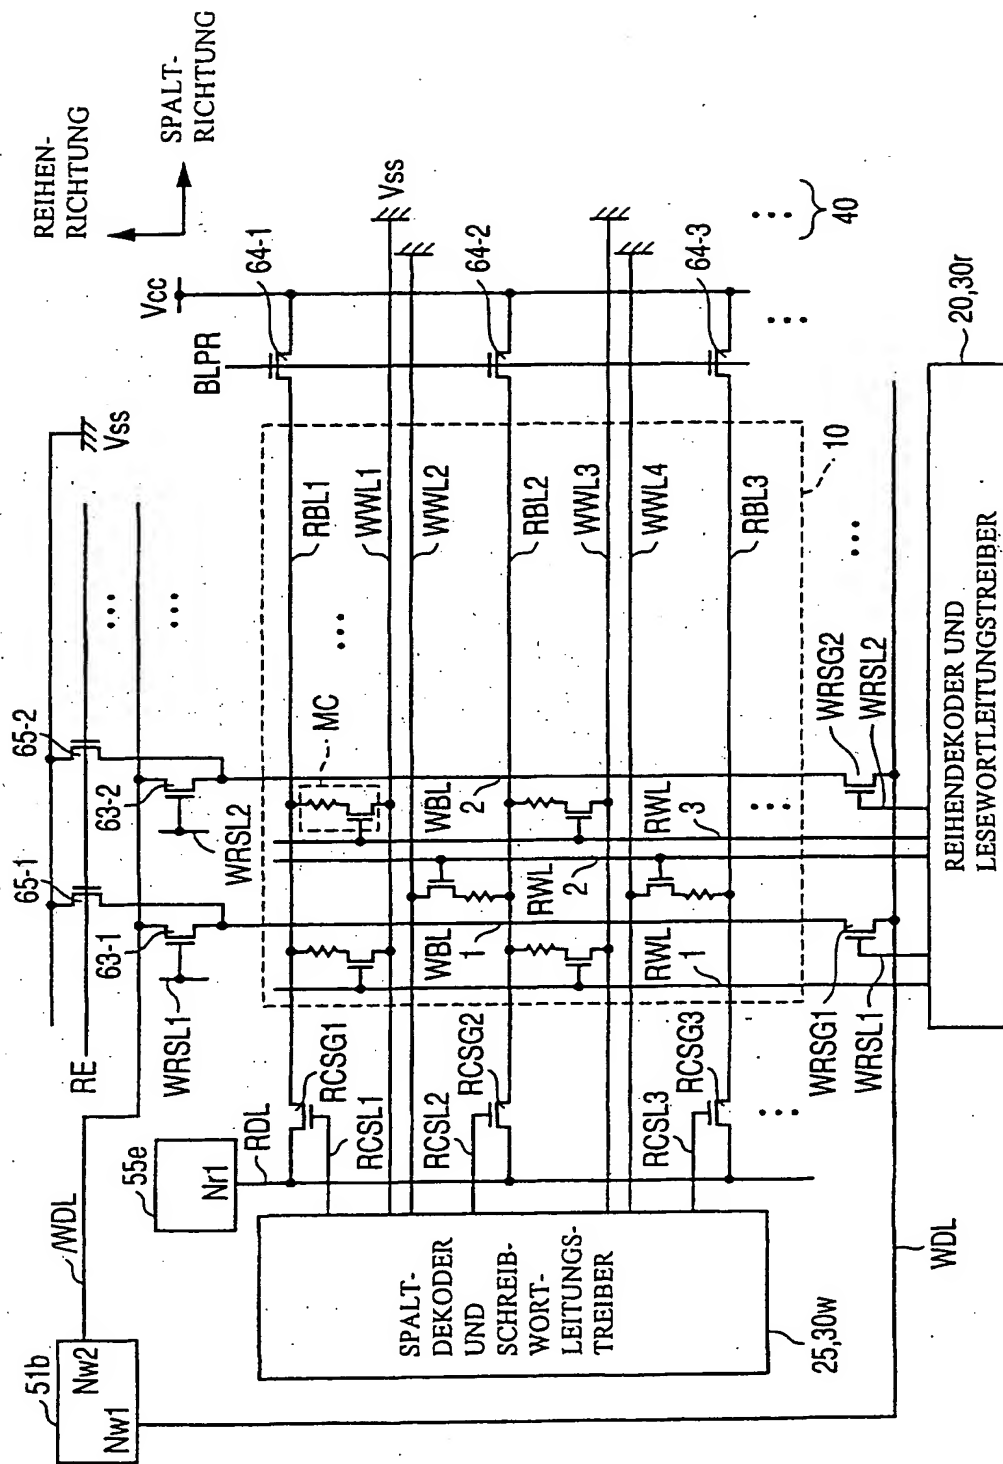 REIHEN-
RICHTUNG
SPALT-
RICHTUNG
Vcc
BLPR
64-1
Vss
64-2
64-3
40
Vss
65-2
65-1
63-2
63-1
WRSL2
WRSL1
RE
/WDL
51b
Nw2
Nw1
55e
Nr1
RDL
RCSG1
RCSL1
RCSL2
RCSG2
RCSL3
RCSG3
RBL1
WWL1
WWL2
RBL2
WWL3
WWL4
RBL3
10
MC
WBL
2
WBL
1
RWL
2
RWL
3
RWL
1
WRSG2
WRSL2
WRSG1
WRSL1
WDL
SPALT-
DEKODER
UND
SCHREIB-
WORT-
LEITUNGS-
TREIBER
25,30w
20,30r
REIHENDEKODER UND
LESEWORTLEITUNGSTREIBER